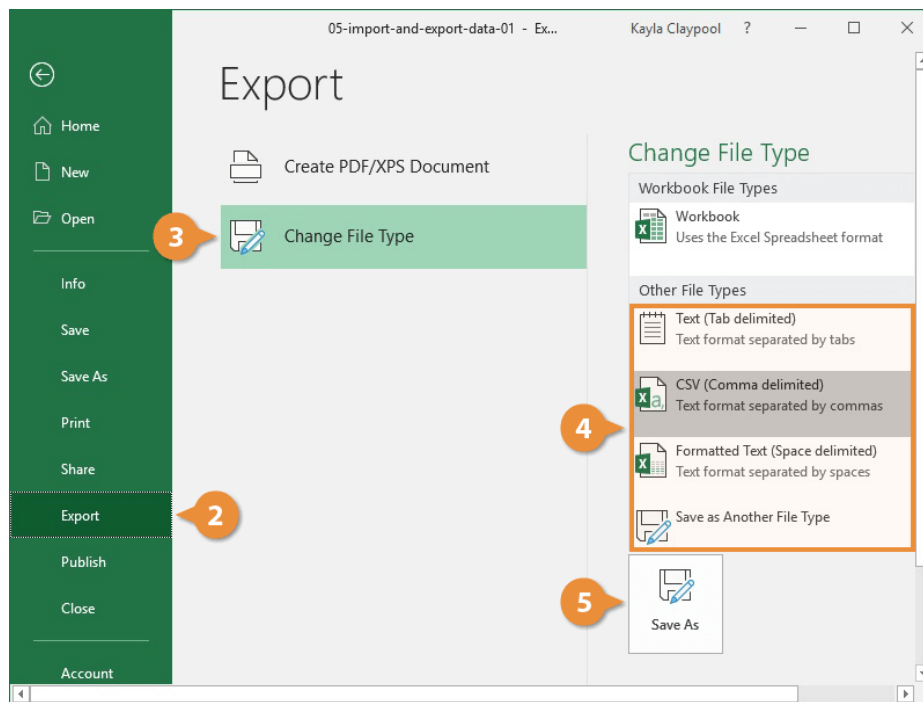 05-import-and-export-data-01 - Ex...
Kayla Claypool
?
Export
Home
New
Open
Info
Save
Save As
Print
Share
Export
Publish
Close
Account
Create PDF/XPS Document
3
Change File Type
2
Change File Type
Workbook File Types
Workbook
Uses the Excel Spreadsheet format
Other File Types
Text (Tab delimited)
Text format separated by tabs
CSV (Comma delimited)
Text format separated by commas
4
Formatted Text (Space delimited)
Text format separated by spaces
Save as Another File Type
5
Save As